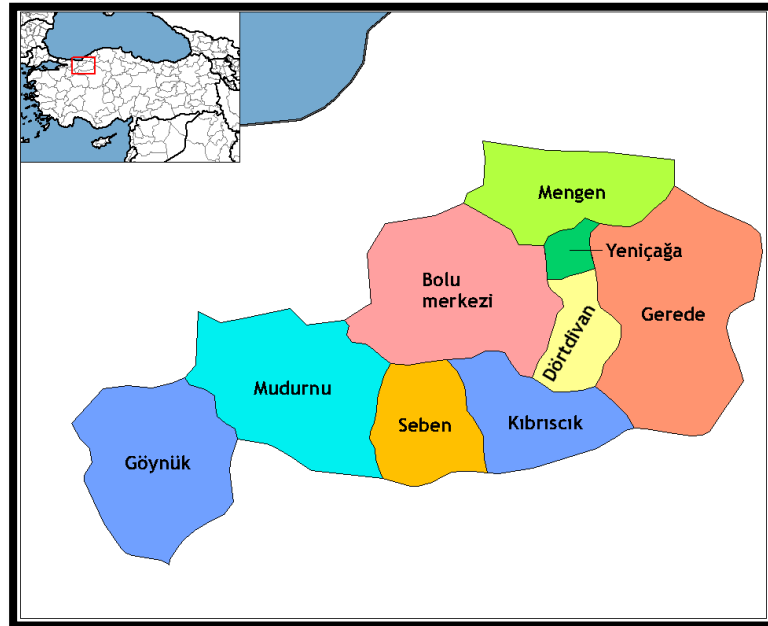 Mengen
Yeniçağa
Bolu
merkezi
Gerede
Dörtdivan
Mudurnu
Seben
Kıbrıscık
Göynük